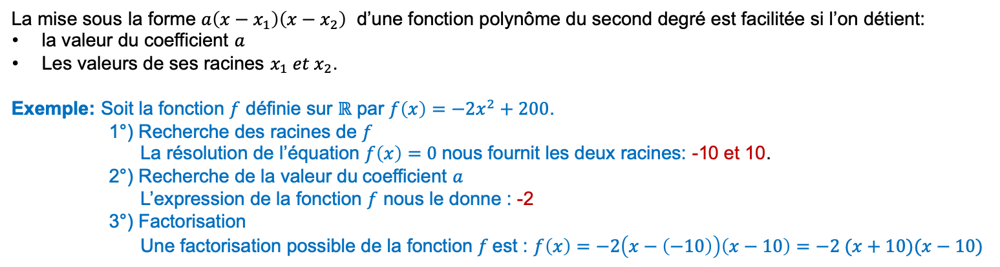 La mise sous la forme 𝑎(𝑥 − 𝑥₁)(𝑥 − 𝑥₂) d’une fonction polynôme du second degré est facilitée si l’on détient:
• la valeur du coefficient 𝑎
• Les valeurs de ses racines 𝑥₁ 𝑒𝑡 𝑥₂.
Exemple: Soit la fonction 𝑓 définie sur ℝ par 𝑓(𝑥) = −2𝑥² + 200.
1°) Recherche des racines de 𝑓
La résolution de l’équation 𝑓(𝑥) = 0 nous fournit les deux racines: -10 et 10.
2°) Recherche de la valeur du coefficient 𝑎
L’expression de la fonction 𝑓 nous le donne : -2
3°) Factorisation
Une factorisation possible de la fonction 𝑓 est : 𝑓(𝑥) = −2(𝑥 − (−10))(𝑥 − 10) = −2 (𝑥 + 10)(𝑥 − 10)